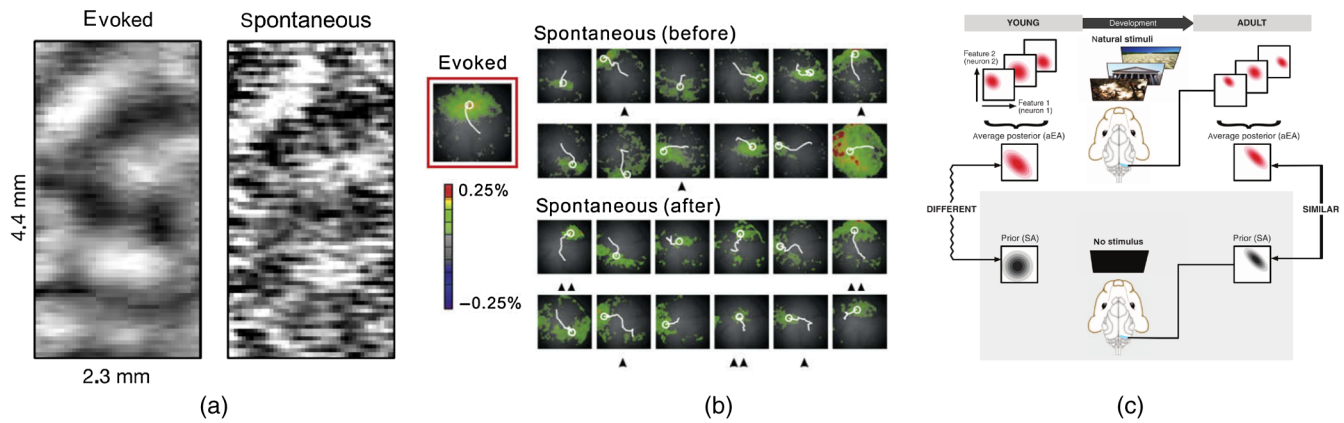 Evoked
Spontaneous
4.4 mm
2.3 mm
(a)
Evoked
0.25%
−0.25%
Spontaneous (before)
Spontaneous (after)
(b)
YOUNG
Development
ADULT
Natural stimuli
Feature 2
(neuron 2)
Feature 1
(neuron 1)
Average posterior (aEA)
Average posterior (aEA)
DIFFERENT
SIMILAR
Prior (SA)
No stimulus
Prior (SA)
(c)